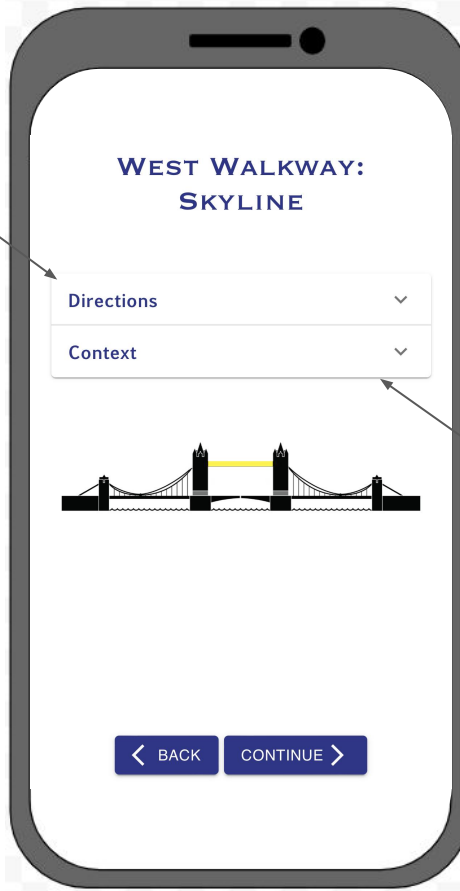 West Walkway:
Skyline
Directions
Context
BACK
CONTINUE